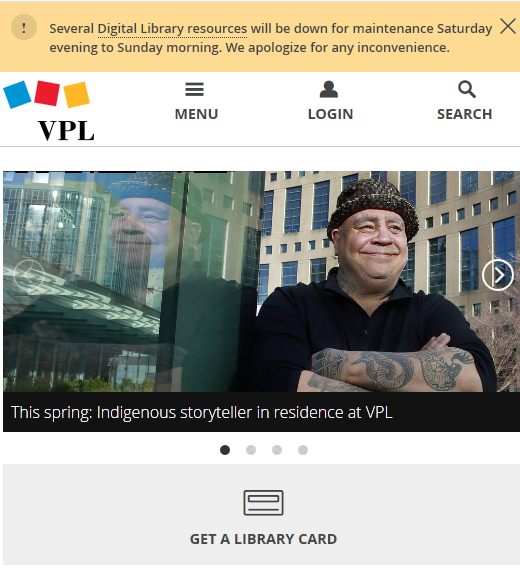 Several Digital Library resources will be down for maintenance Saturday
evening to Sunday morning. We apologize for any inconvenience.
VPL
MENU
LOGIN
SEARCH
This spring: Indigenous storyteller in residence at VPL
GET A LIBRARY CARD